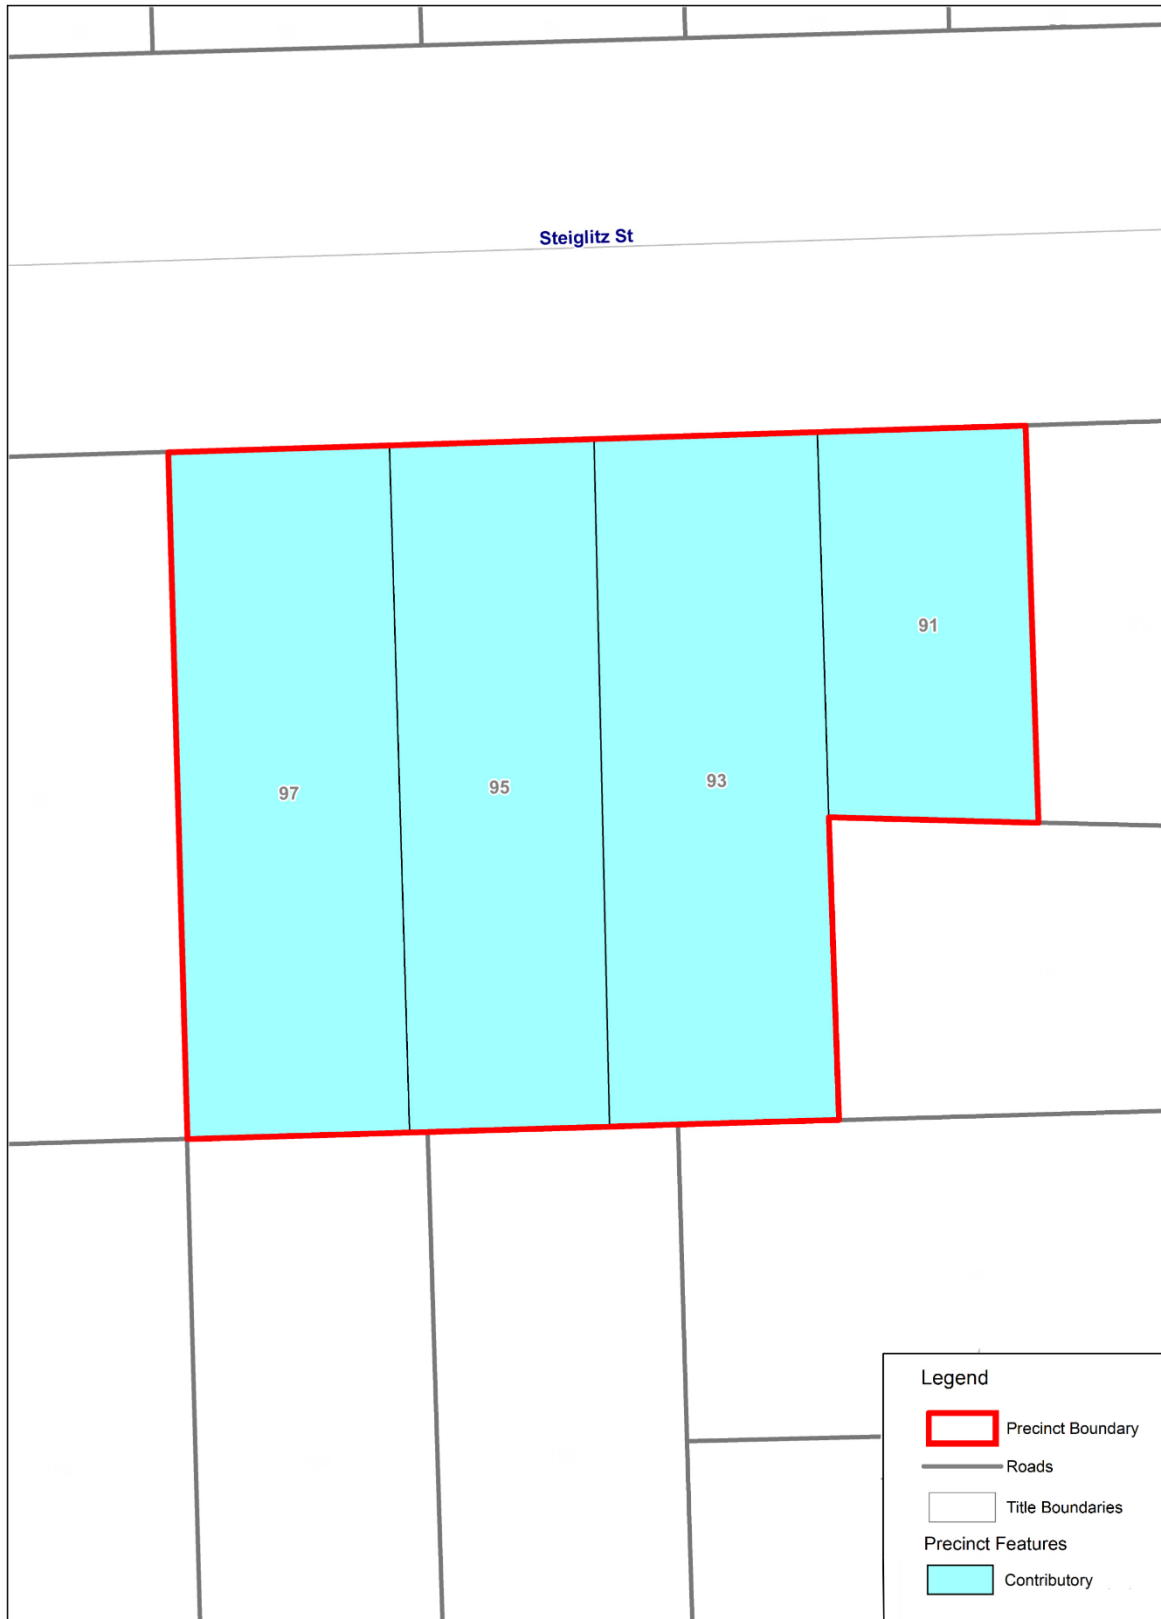 Steiglitz St
91
97
95
93
Legend
Precinct Boundary
Roads
Title Boundaries
Precinct Features
Contributory